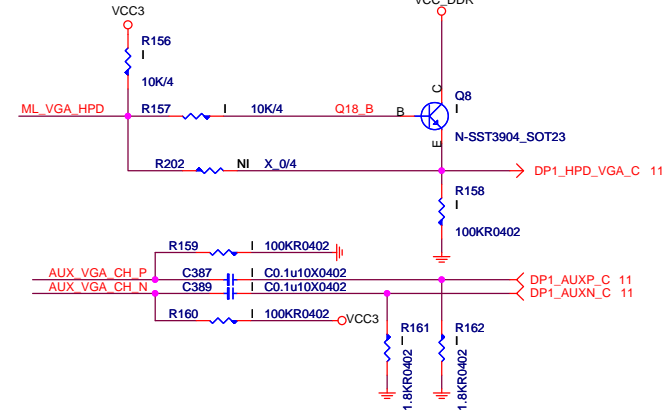 VCC3
VCC_DDR
R156
I
10K/4
ML_VGA_HPD
R157
I
10K/4
Q18_B
B
C
E
Q8
I
N-SST3904_SOT23
R202
NI
X_0/4
DP1_HPD_VGA_C 11
R158
I
100KR0402
R159
I
100KR0402
AUX_VGA_CH_P
C387
I
C0.1u10X0402
DP1_AUXP_C 11
AUX_VGA_CH_N
C389
I
C0.1u10X0402
DP1_AUXN_C 11
R160
I
100KR0402
VCC3
R161
I
1.8KR0402
R162
I
1.8KR0402